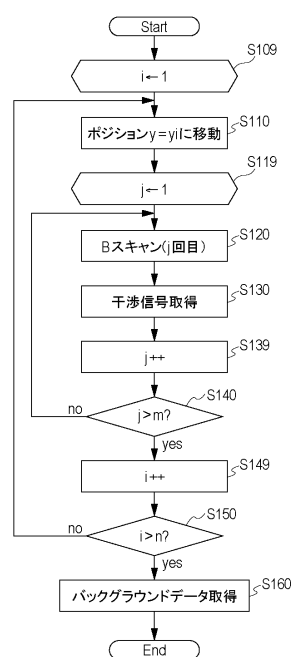 Start
S109
i←1
S110
ポジションy=yiに移動
S119
j←1
S120
Bスキャン(j回目)
S130
干渉信号取得
S139
j++
S140
j>m?
no
yes
S149
i++
S150
i>n?
no
yes
S160
バックグラウンドデータ取得
End